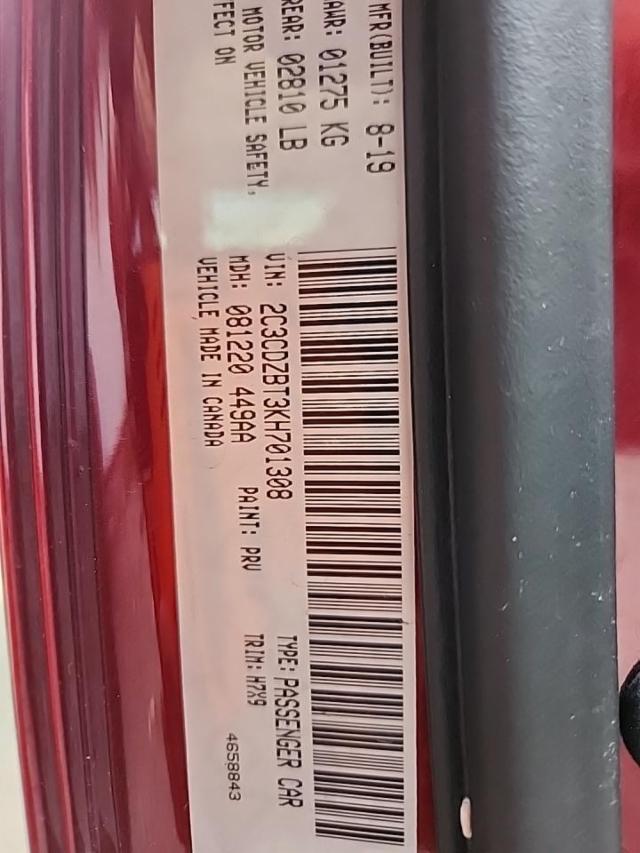 MFR(BUILT): 8-19
AWR: 01275 KG
REAR: 02810 LB
MOTOR VEHICLE SAFETY,
FECT ON
VIN: 2C3CDZBT3KH701308 TYPE: PASSENGER CAR
MDH: 081220 449AA PAINT: PRV TRIM: H7X9
VEHICLE MADE IN CANADA 4658843